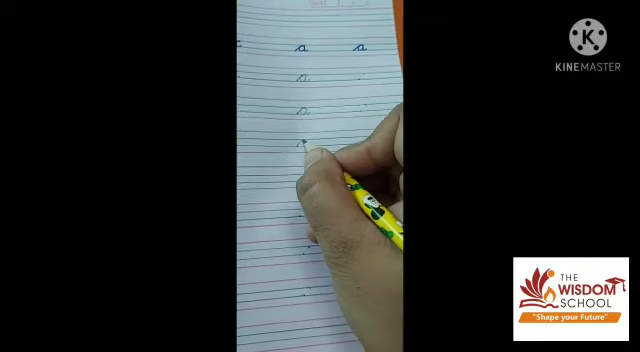 c a a
a
a
KINEMASTER
THE
WISDOM
SCHOOL
"Shape your Future"